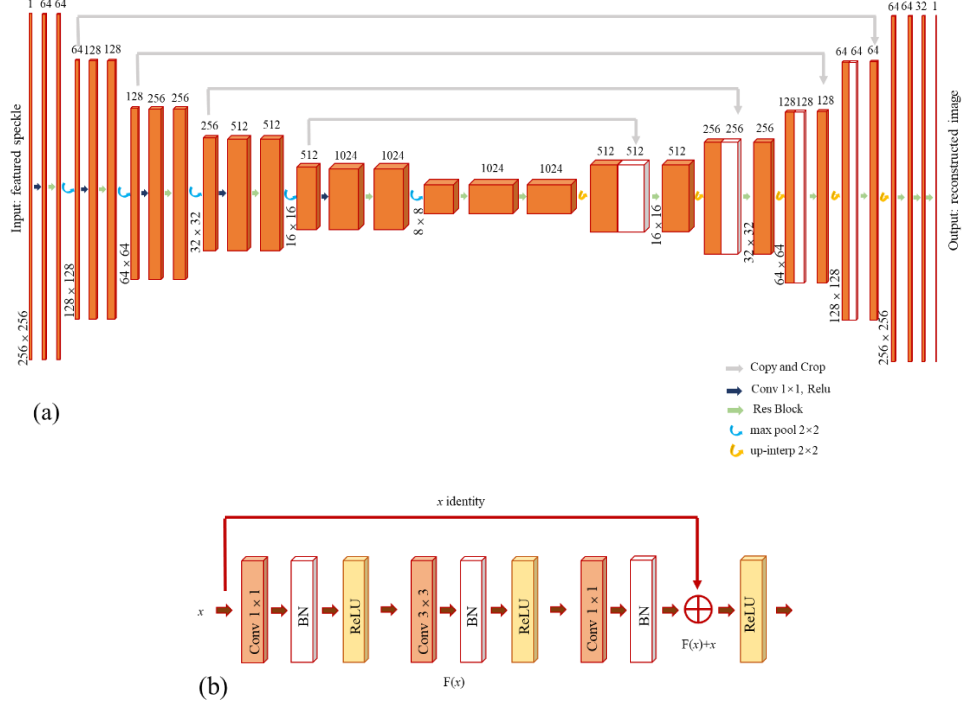 1 64 64
64 128 128
128 256 256
256 512 512
512 1024 1024
1024 1024
512 512
256 256 256
128 128 128
64 64 64
64 64 32 1
Input: featured speckle
256 × 256
128 × 128
64 × 64
32 × 32
16 × 16
8 × 8
16 × 16
32 × 32
64 × 64
128 × 128
256 × 256
Output: reconstructed image
Copy and Crop
Conv 1×1, Relu
Res Block
max pool 2×2
up-interp 2×2
(a)
x identity
x
Conv 1 × 1
BN
ReLU
Conv 3 × 3
BN
ReLU
Conv 1 × 1
BN
ReLU
F(x)+x
F(x)
(b)